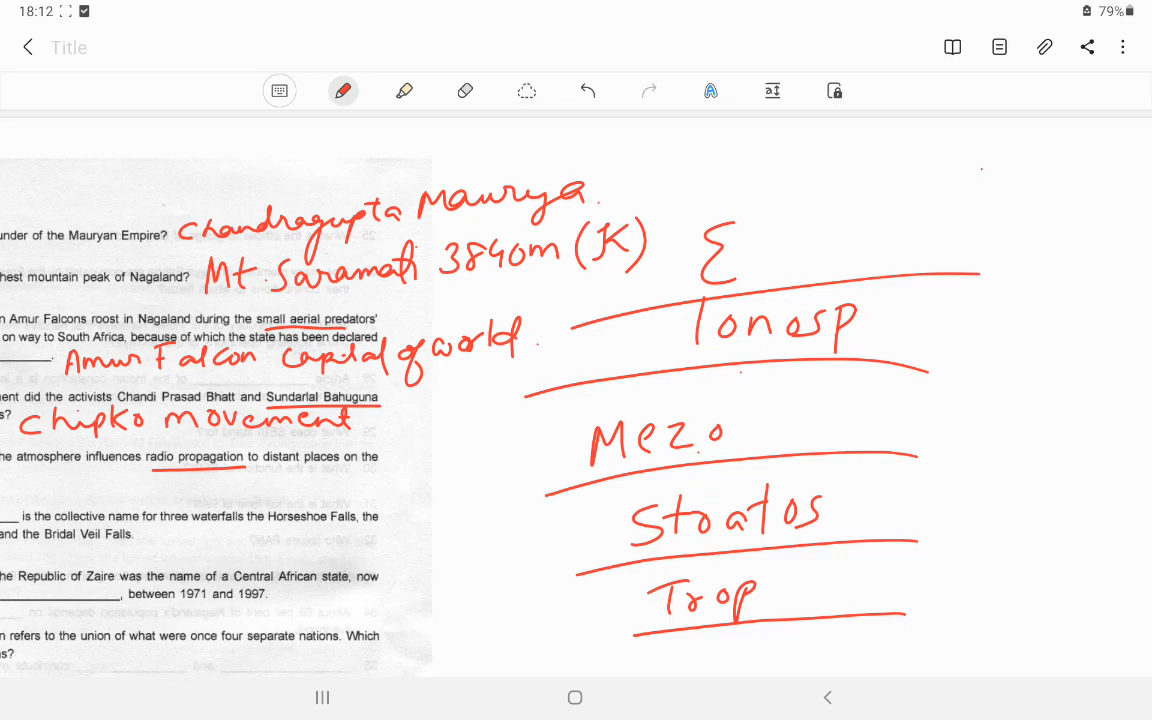 18:12
79%
Title
under of the Mauryan Empire? Chandragupta Maurya.
hest mountain peak of Nagaland? Mt. Saramati 3840m (K)
n Amur Falcons roost in Nagaland during the small aerial predators'
on way to South Africa, because of which the state has been declared
________. Amur Falcon capital of world.
ent did the activists Chandi Prasad Bhatt and Sundarlal Bahuguna
s? Chipko movement
he atmosphere influences radio propagation to distant places on the
___ is the collective name for three waterfalls the Horseshoe Falls, the
and the Bridal Veil Falls.
he Republic of Zaire was the name of a Central African state, now
____________________, between 1971 and 1997.
n refers to the union of what were once four separate nations. Which
s?
Σ
Ionosp
Mezo
Stratos
Trop